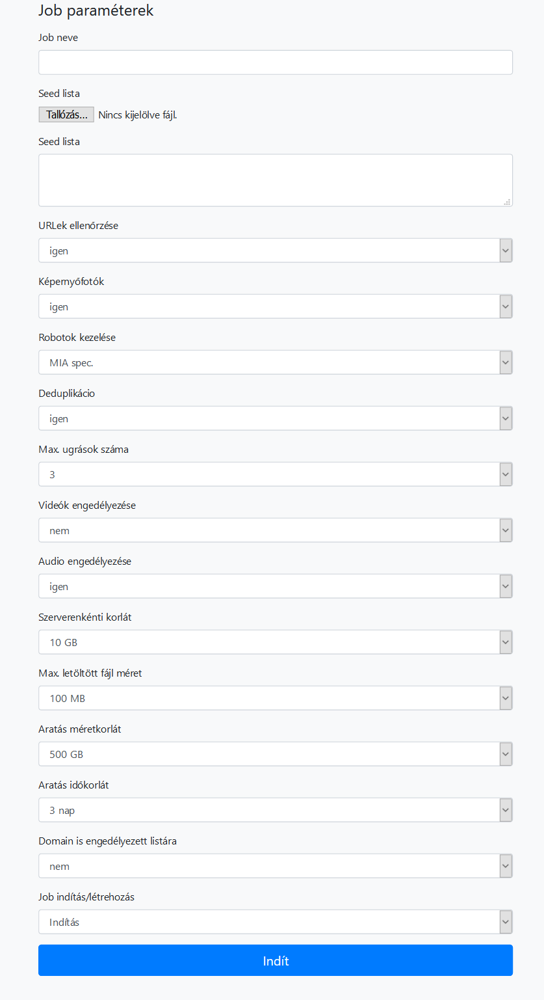 Job paraméterek
Job neve
Seed lista
Tallózás... Nincs kijelölve fájl.
Seed lista
URLek ellenőrzése
igen
Képernyőfotók
igen
Robotok kezelése
MIA spec.
Deduplikácio
igen
Max. ugrások száma
3
Videók engedélyezése
nem
Audio engedélyezése
igen
Szerverenkénti korlát
10 GB
Max. letöltött fájl méret
100 MB
Aratás méretkorlát
500 GB
Aratás időkorlát
3 nap
Domain is engedélyezett listára
nem
Job indítás/létrehozás
Indítás
Indít